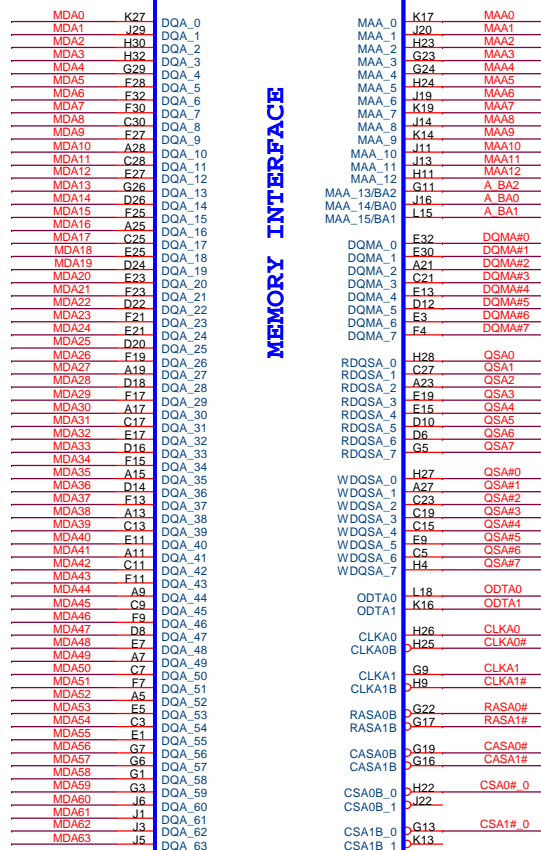 MDA0 K27 DQA_0
MDA1 J29 DQA_1
MDA2 H30 DQA_2
MDA3 H32 DQA_3
MDA4 G29 DQA_4
MDA5 F28 DQA_5
MDA6 F32 DQA_6
MDA7 F30 DQA_7
MDA8 C30 DQA_8
MDA9 F27 DQA_9
MDA10 A28 DQA_10
MDA11 C28 DQA_11
MDA12 E27 DQA_12
MDA13 G26 DQA_13
MDA14 D26 DQA_14
MDA15 F25 DQA_15
MDA16 A25 DQA_16
MDA17 C25 DQA_17
MDA18 E25 DQA_18
MDA19 D24 DQA_19
MDA20 E23 DQA_20
MDA21 F23 DQA_21
MDA22 D22 DQA_22
MDA23 F21 DQA_23
MDA24 E21 DQA_24
MDA25 D20 DQA_25
MDA26 F19 DQA_26
MDA27 A19 DQA_27
MDA28 D18 DQA_28
MDA29 F17 DQA_29
MDA30 A17 DQA_30
MDA31 C17 DQA_31
MDA32 E17 DQA_32
MDA33 D16 DQA_33
MDA34 F15 DQA_34
MDA35 A15 DQA_35
MDA36 D14 DQA_36
MDA37 F13 DQA_37
MDA38 A13 DQA_38
MDA39 C13 DQA_39
MDA40 E11 DQA_40
MDA41 A11 DQA_41
MDA42 C11 DQA_42
MDA43 F11 DQA_43
MDA44 A9 DQA_44
MDA45 C9 DQA_45
MDA46 F9 DQA_46
MDA47 D8 DQA_47
MDA48 E7 DQA_48
MDA49 A7 DQA_49
MDA50 C7 DQA_50
MDA51 F7 DQA_51
MDA52 A5 DQA_52
MDA53 E5 DQA_53
MDA54 C3 DQA_54
MDA55 E1 DQA_55
MDA56 G7 DQA_56
MDA57 G6 DQA_57
MDA58 G1 DQA_58
MDA59 G3 DQA_59
MDA60 J6 DQA_60
MDA61 J1 DQA_61
MDA62 J3 DQA_62
MDA63 J5 DQA_63
MEMORY INTERFACE
MAA_0 K17 MAA0
MAA_1 J20 MAA1
MAA_2 H23 MAA2
MAA_3 G23 MAA3
MAA_4 G24 MAA4
MAA_5 H24 MAA5
MAA_6 J19 MAA6
MAA_7 K19 MAA7
MAA_8 J14 MAA8
MAA_9 K14 MAA9
MAA_10 J11 MAA10
MAA_11 J13 MAA11
MAA_12 H11 MAA12
MAA_13/BA2 G11 A_BA2
MAA_14/BA0 J16 A_BA0
MAA_15/BA1 L15 A_BA1
DQMA_0 E32 DQMA#0
DQMA_1 E30 DQMA#1
DQMA_2 A21 DQMA#2
DQMA_3 C21 DQMA#3
DQMA_4 E13 DQMA#4
DQMA_5 D12 DQMA#5
DQMA_6 E3 DQMA#6
DQMA_7 F4 DQMA#7
RDQSA_0 H28 QSA0
RDQSA_1 C27 QSA1
RDQSA_2 A23 QSA2
RDQSA_3 E19 QSA3
RDQSA_4 E15 QSA4
RDQSA_5 D10 QSA5
RDQSA_6 D6 QSA6
RDQSA_7 G5 QSA7
WDQSA_0 H27 QSA#0
WDQSA_1 A27 QSA#1
WDQSA_2 C23 QSA#2
WDQSA_3 C19 QSA#3
WDQSA_4 C15 QSA#4
WDQSA_5 E9 QSA#5
WDQSA_6 C5 QSA#6
WDQSA_7 H4 QSA#7
ODTA0 L18 ODTA0
ODTA1 K16 ODTA1
CLKA0 H26 CLKA0
CLKA0B H25 CLKA0#
CLKA1 G9 CLKA1
CLKA1B H9 CLKA1#
RASA0B G22 RASA0#
RASA1B G17 RASA1#
CASA0B G19 CASA0#
CASA1B G16 CASA1#
CSA0B_0 H22 CSA0#_0
CSA0B_1 J22
CSA1B_0 G13 CSA1#_0
CSA1B_1 K13